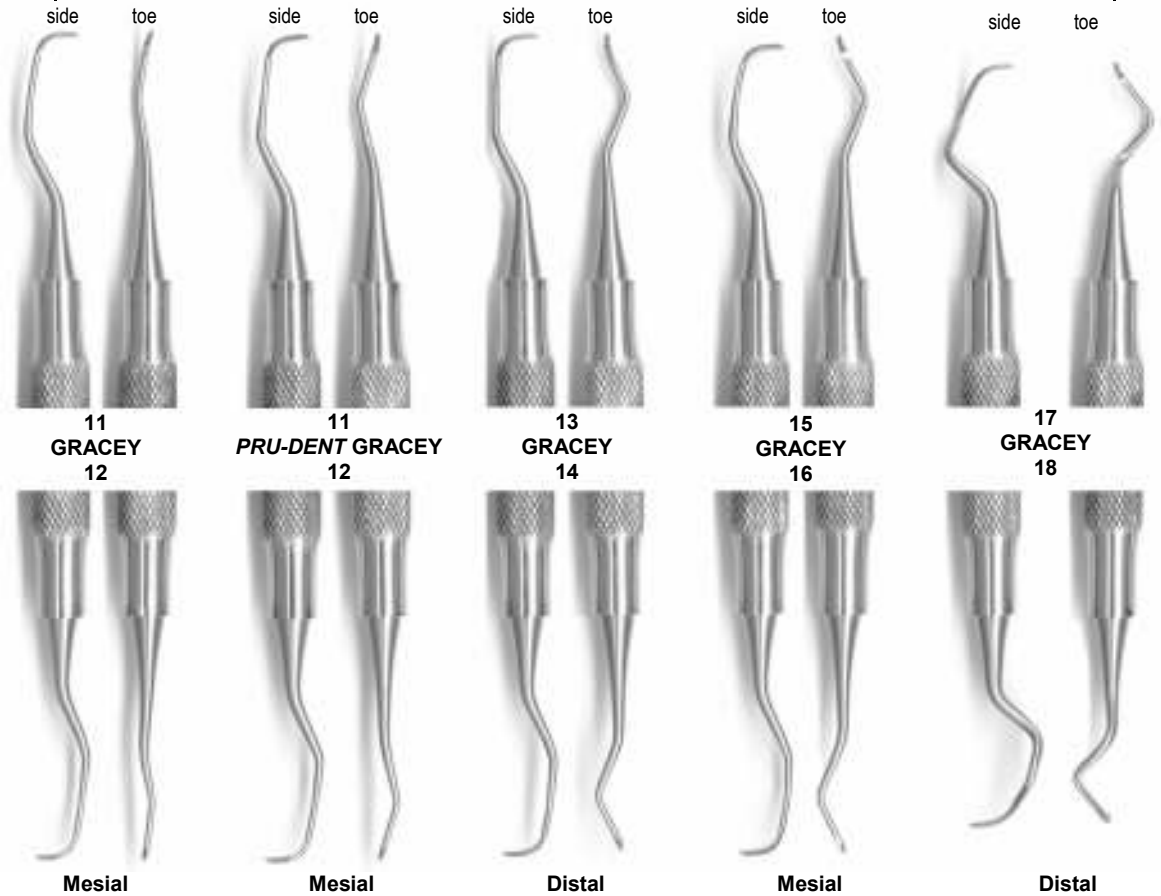 side toe side toe side toe side toe side toe
11 11 13 15 17
GRACEY PRU-DENT GRACEY GRACEY GRACEY GRACEY
12 12 14 16 18
Mesial Mesial Distal Mesial Distal